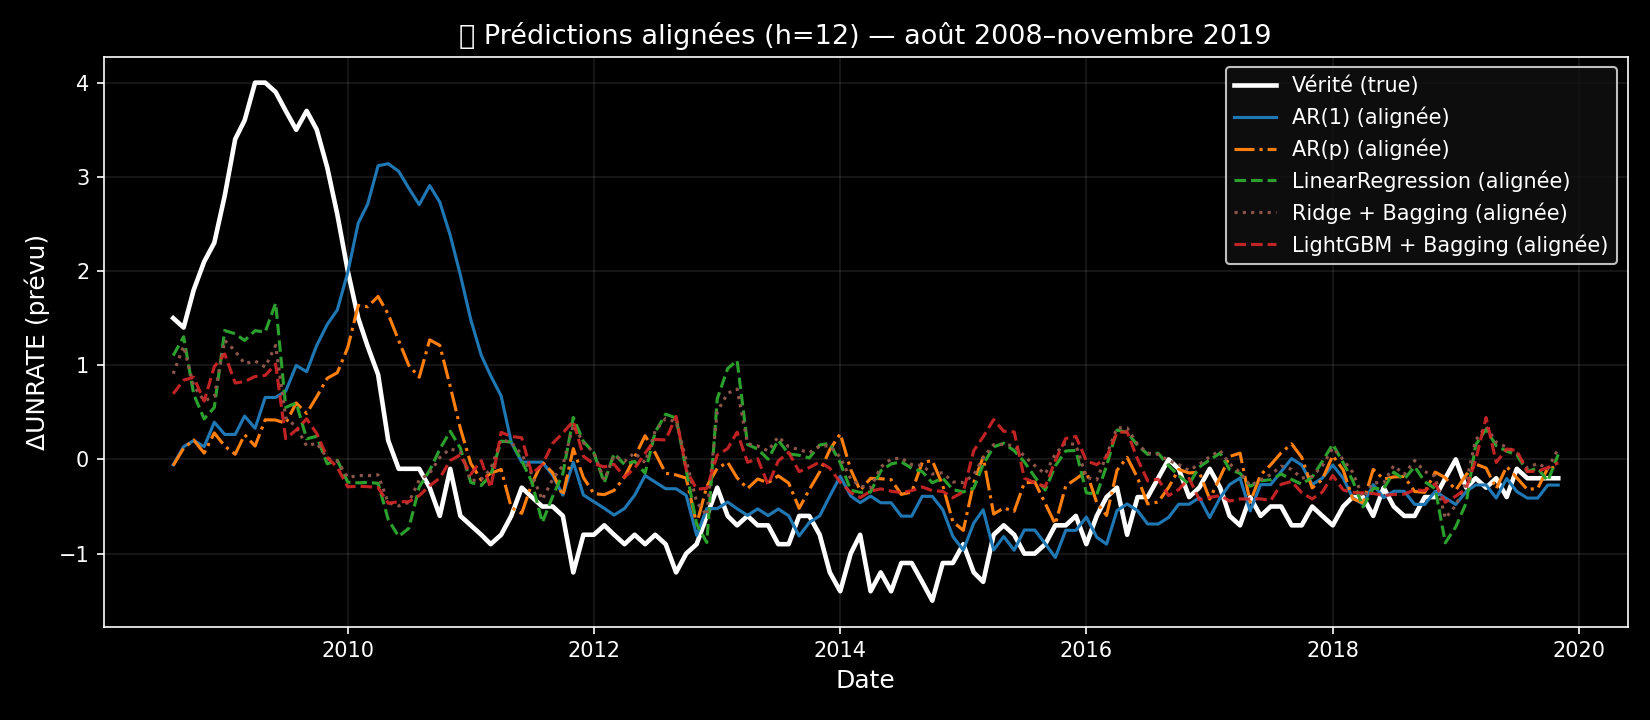 Prédictions alignées (h=12) — août 2008–novembre 2019
Vérité (true)
AR(1) (alignée)
AR(p) (alignée)
LinearRegression (alignée)
Ridge + Bagging (alignée)
LightGBM + Bagging (alignée)
ΔUNRATE (prévu)
4
3
2
1
0
−1
2010
2012
2014
2016
2018
2020
Date